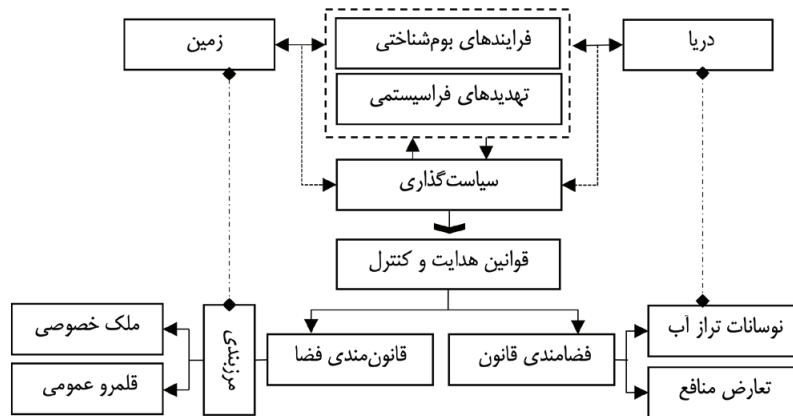 دریا
فرایندهای بوم‌شناختی
زمین
تهدیدهای فراسیستمی
سیاست‌گذاری
قوانین هدایت و کنترل
نوسانات تراز آب
فضامندی قانون
قانون‌مندی فضا
مرزبندی
ملک خصوصی
تعارض منافع
قلمرو عمومی